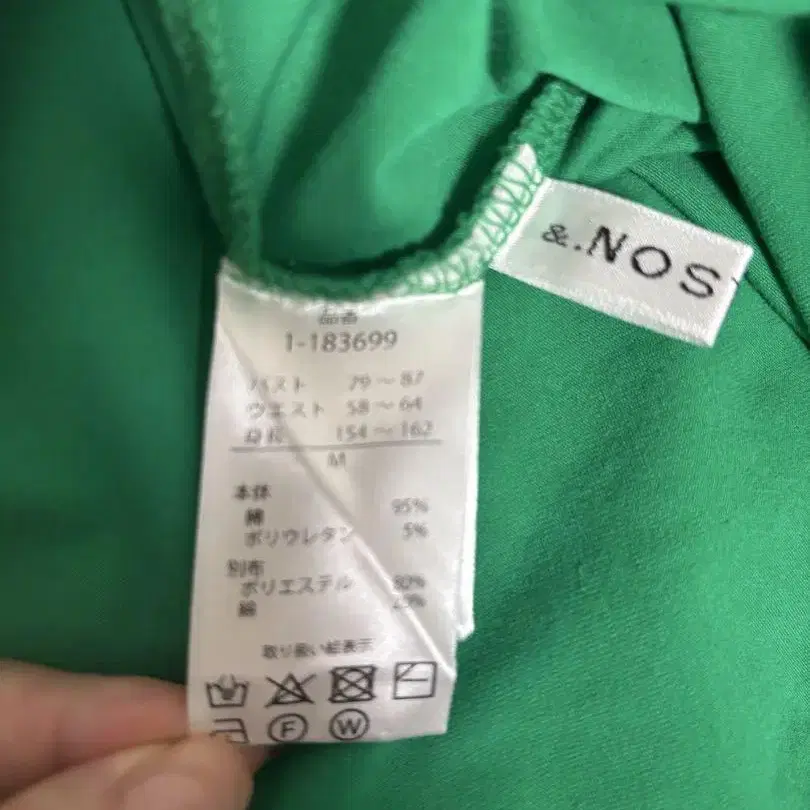 &.NOS
品番
1-183699
バスト 79～87
ウエスト 58～64
身長 154～162
M
本体
綿 95%
ポリウレタン 5%
別布
ポリエステル 80%
綿 20%
取り扱い絵表示
F W